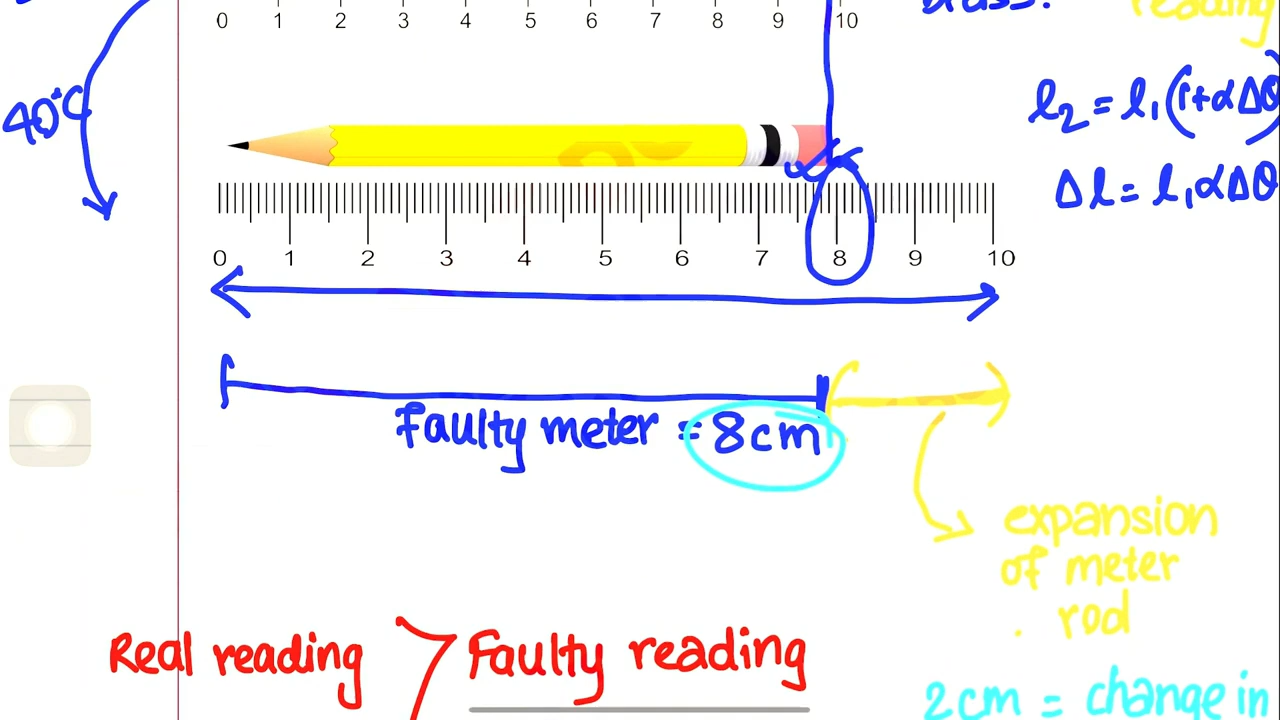 0 1 2 3 4 5 6 7 8 9 10
reading
l₂ = l₁(1+αΔθ)
40°C
Δl = l₁αΔθ
0 1 2 3 4 5 6 7 8 9 10
Faulty meter = 8cm
expansion
of meter
rod
Real reading > Faulty reading
2cm = change in